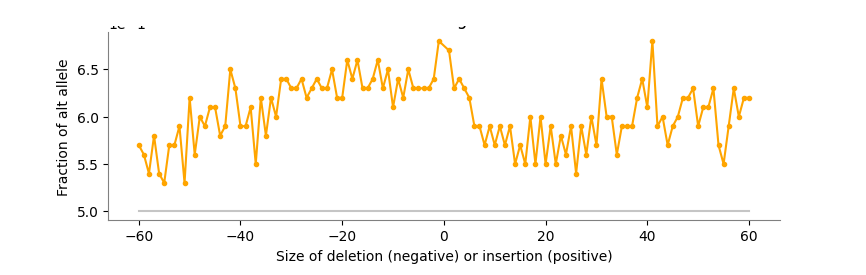 6.5
6.0
5.5
5.0
Fraction of alt allele
−60 −40 −20 0 20 40 60
Size of deletion (negative) or insertion (positive)